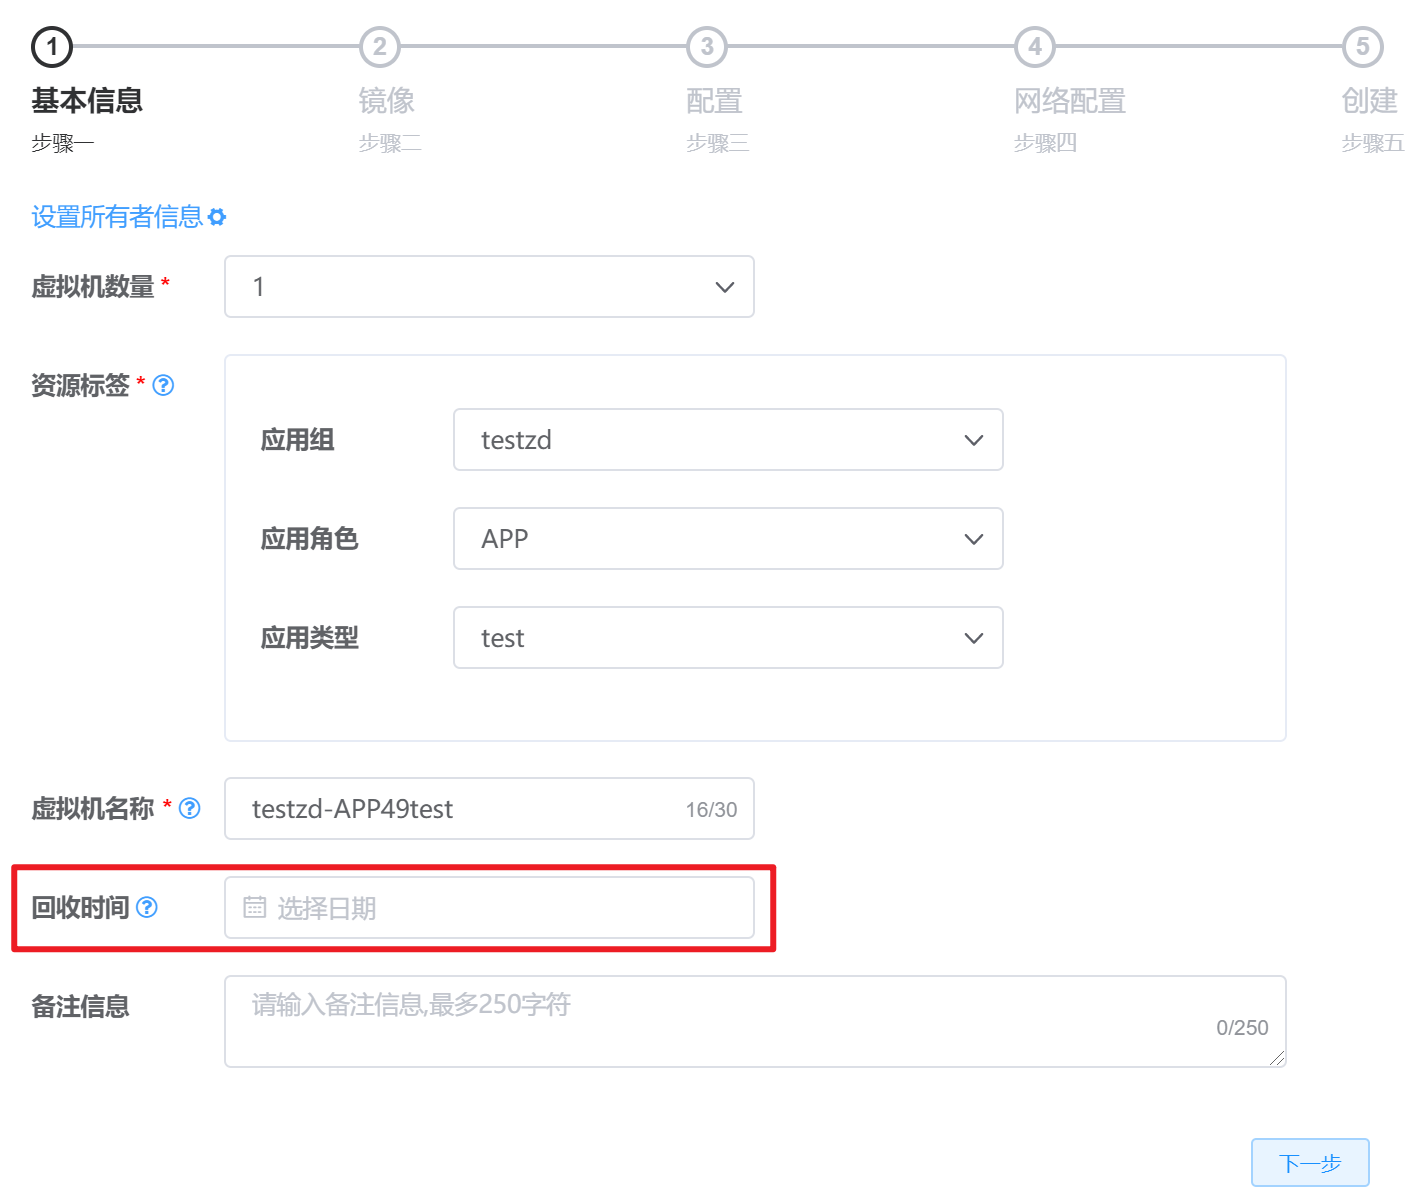 1 2 3 4 5
基本信息 镜像 配置 网络配置 创建
步骤一 步骤二 步骤三 步骤四 步骤五
设置所有者信息
虚拟机数量 * 1
资源标签 * ?
应用组 testzd
应用角色 APP
应用类型 test
虚拟机名称 * ? testzd-APP49test 16/30
回收时间 ? 选择日期
备注信息 请输入备注信息,最多250字符
0/250
下一步